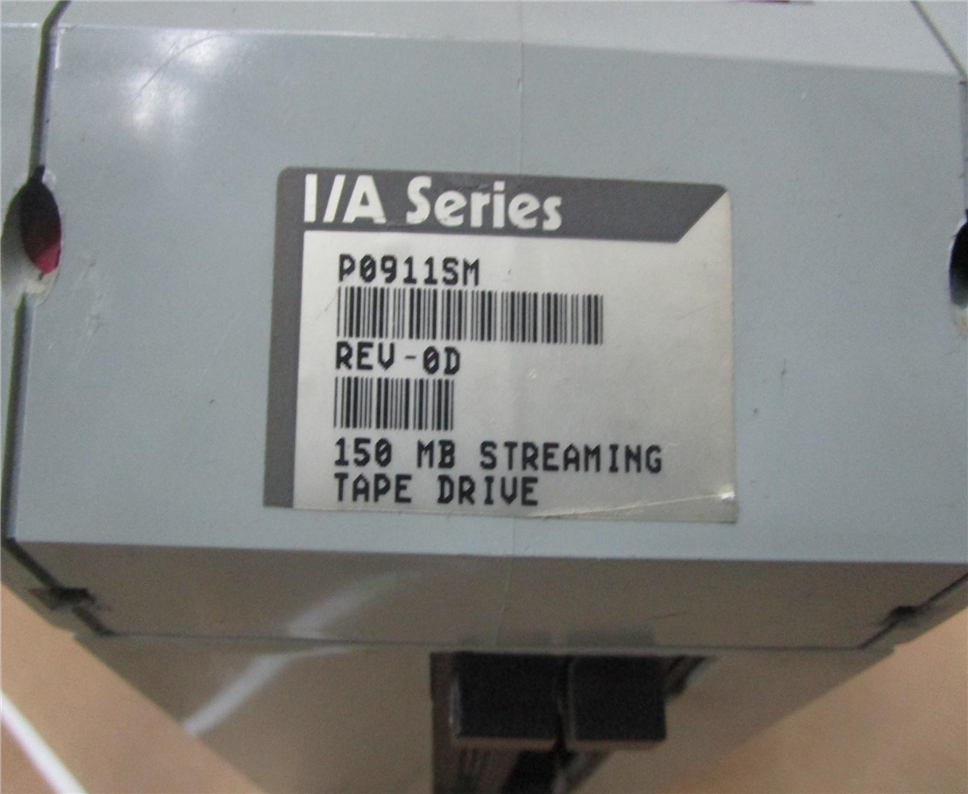 I/A Series
P0911SM
REV-0D
150 MB STREAMING
TAPE DRIVE